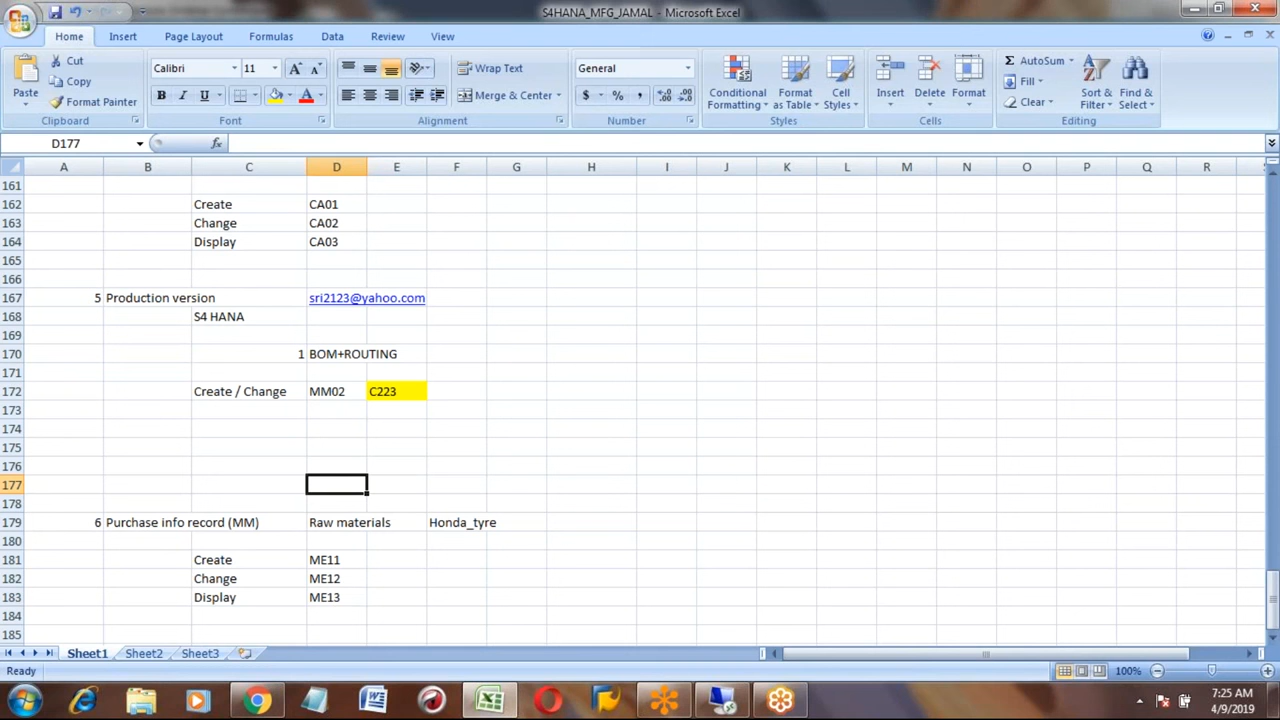 S4HANA_MFG_JAMAL - Microsoft Excel
Home Insert Page Layout Formulas Data Review View
Paste Cut Copy Format Painter Clipboard
Calibri 11 B I U A Font
Wrap Text Merge & Center Alignment
General $ % , Number
Conditional Formatting Format as Table Cell Styles Styles
Insert Delete Format Cells
AutoSum Fill Clear Sort & Filter Find & Select Editing
D177 fx
A B C D E F G H I J K L M N O P Q R
161
162 Create CA01
163 Change CA02
164 Display CA03
165
166
167 5 Production version sri2123@yahoo.com
168 S4 HANA
169
170 1 BOM+ROUTING
171
172 Create / Change MM02 C223
173
174
175
176
177
178
179 6 Purchase info record (MM) Raw materials Honda_tyre
180
181 Create ME11
182 Change ME12
183 Display ME13
184
185
Sheet1 Sheet2 Sheet3
Ready 100%
7:25 AM
4/9/2019